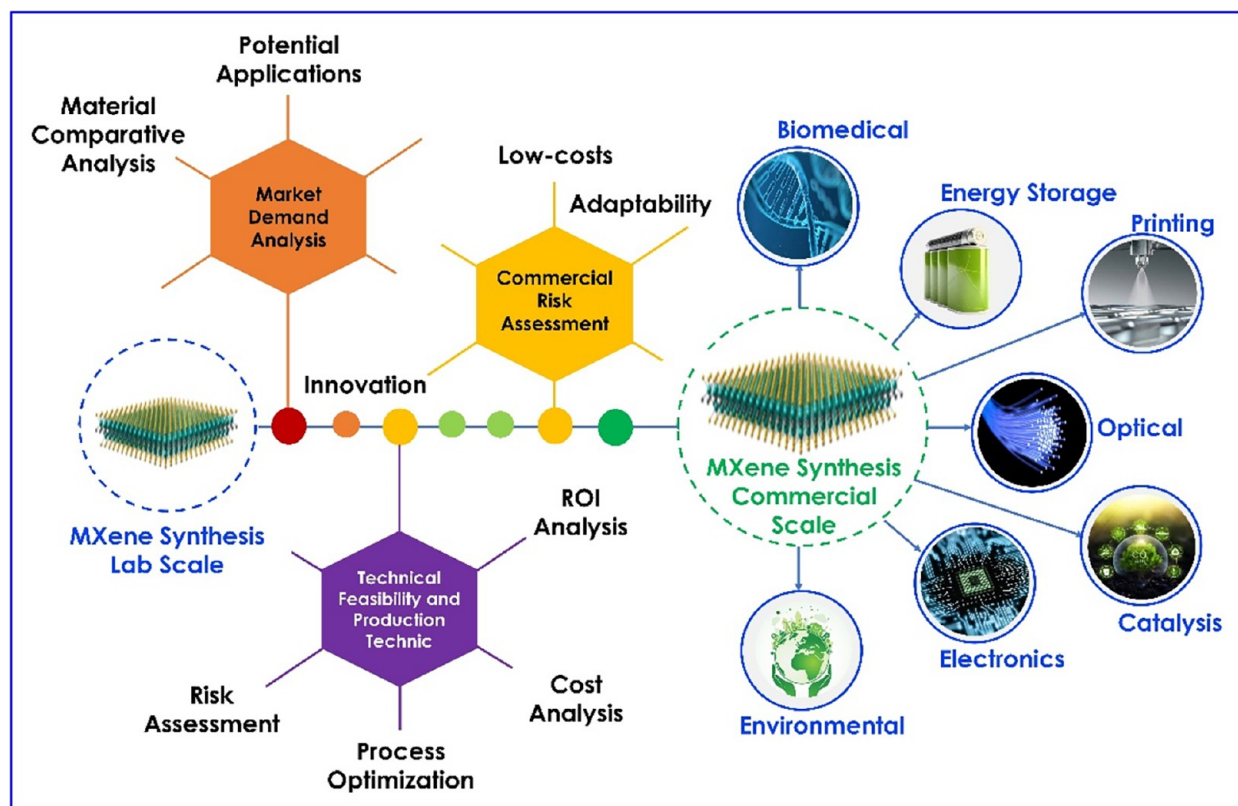 Potential
Applications
Material
Comparative
Analysis
Market
Demand
Analysis
Low-costs
Adaptability
Commercial
Risk
Assessment
Innovation
MXene Synthesis
Lab Scale
Technical
Feasibility and
Production
Technic
ROI
Analysis
Risk
Assessment
Process
Optimization
Cost
Analysis
MXene Synthesis
Commercial
Scale
Biomedical
Energy Storage
Printing
Optical
Catalysis
Electronics
Environmental